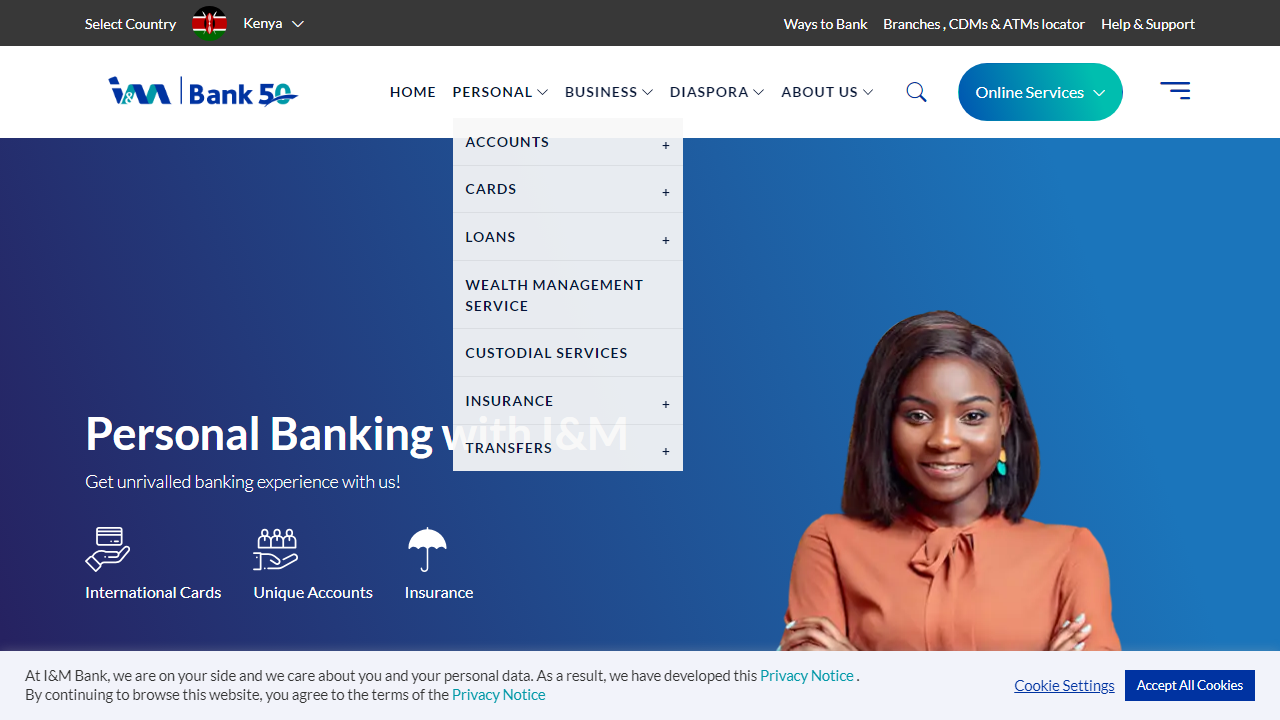 Select Country Kenya Ways to Bank Branches , CDMs & ATMs locator Help & Support
I&M Bank 50 HOME PERSONAL BUSINESS DIASPORA ABOUT US Online Services
ACCOUNTS +
CARDS +
LOANS +
WEALTH MANAGEMENT
SERVICE
CUSTODIAL SERVICES
INSURANCE +
TRANSFERS +
Personal Banking with I&M
Get unrivalled banking experience with us!
International Cards Unique Accounts Insurance
At I&M Bank, we are on your side and we care about you and your personal data. As a result, we have developed this Privacy Notice .
By continuing to browse this website, you agree to the terms of the Privacy Notice
Cookie Settings Accept All Cookies